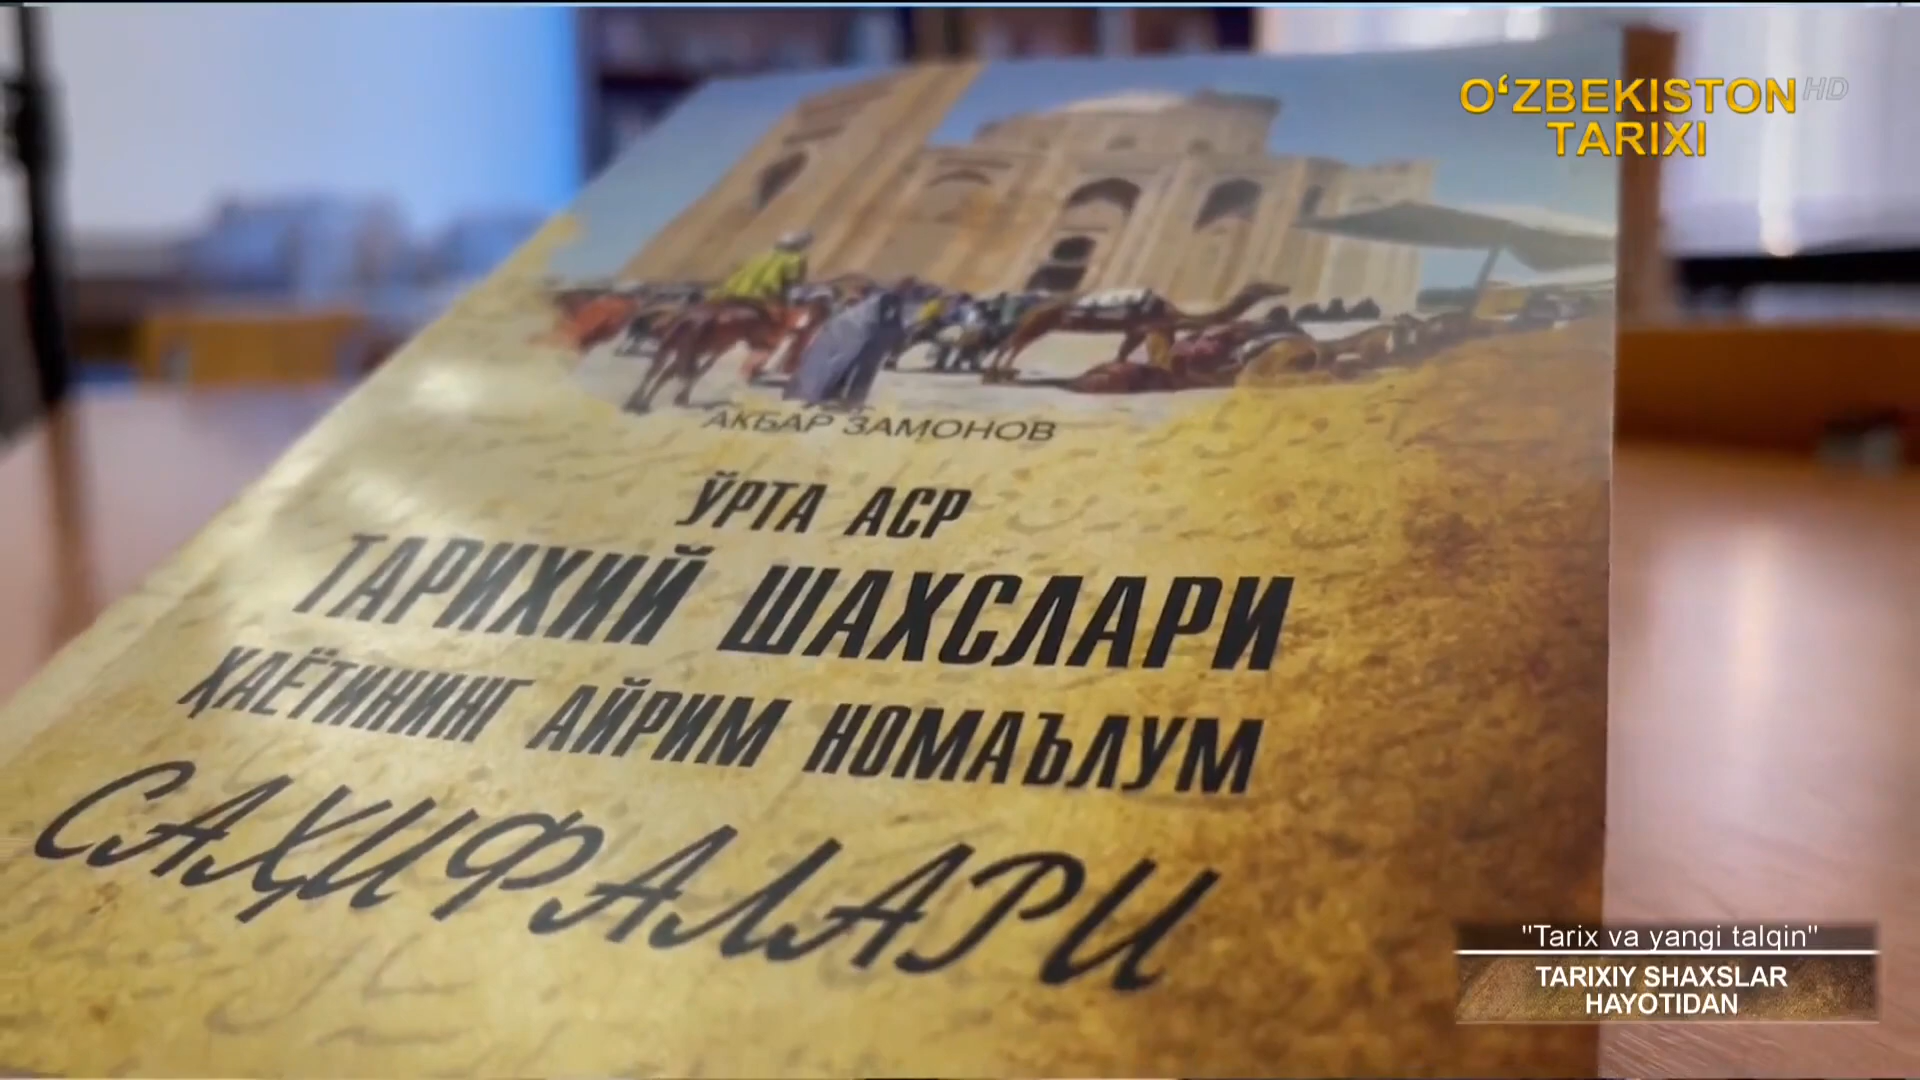 O‘ZBEKISTON HD
TARIXI
АКБАР ЗАМОНОВ
ЎРТА АСР
ТАРИХИЙ ШАХСЛАРИ
ҲАЁТИНИНГ АЙРИМ НОМАЪЛУМ
САҲИФАЛАРИ
"Tarix va yangi talqin"
TARIXIY SHAXSLAR
HAYOTIDAN